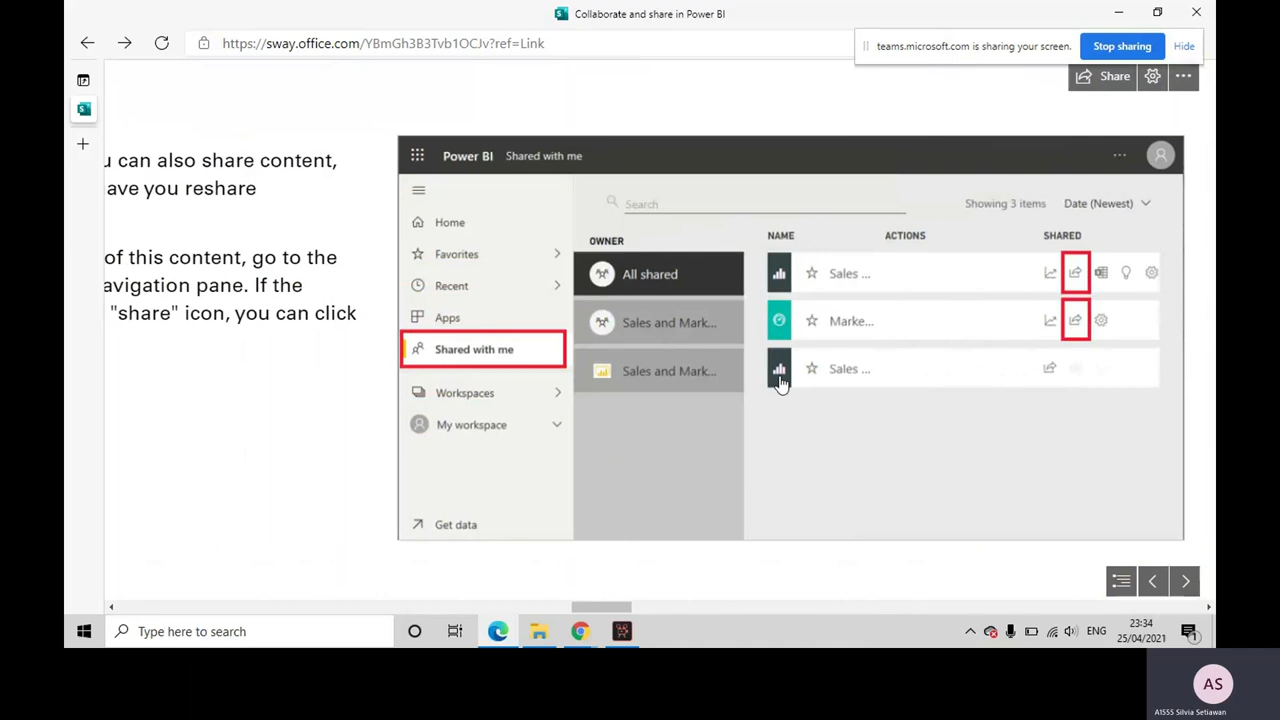 Collaborate and share in Power BI
https://sway.office.com/YBmGh3B3Tvb1OCJv?ref=Link
teams.microsoft.com is sharing your screen.
Stop sharing
Hide
Share
u can also share content,
ave you reshare
of this content, go to the
avigation pane. If the
"share" icon, you can click
Power BI Shared with me
Search
Showing 3 items
Date (Newest)
Home
Favorites
Recent
Apps
Shared with me
Workspaces
My workspace
Get data
OWNER
All shared
Sales and Mark...
Sales and Mark...
NAME
ACTIONS
SHARED
Sales ...
Marke...
Sales ...
Type here to search
ENG
23:34
25/04/2021
1
AS
A1555 Silvia Setiawan